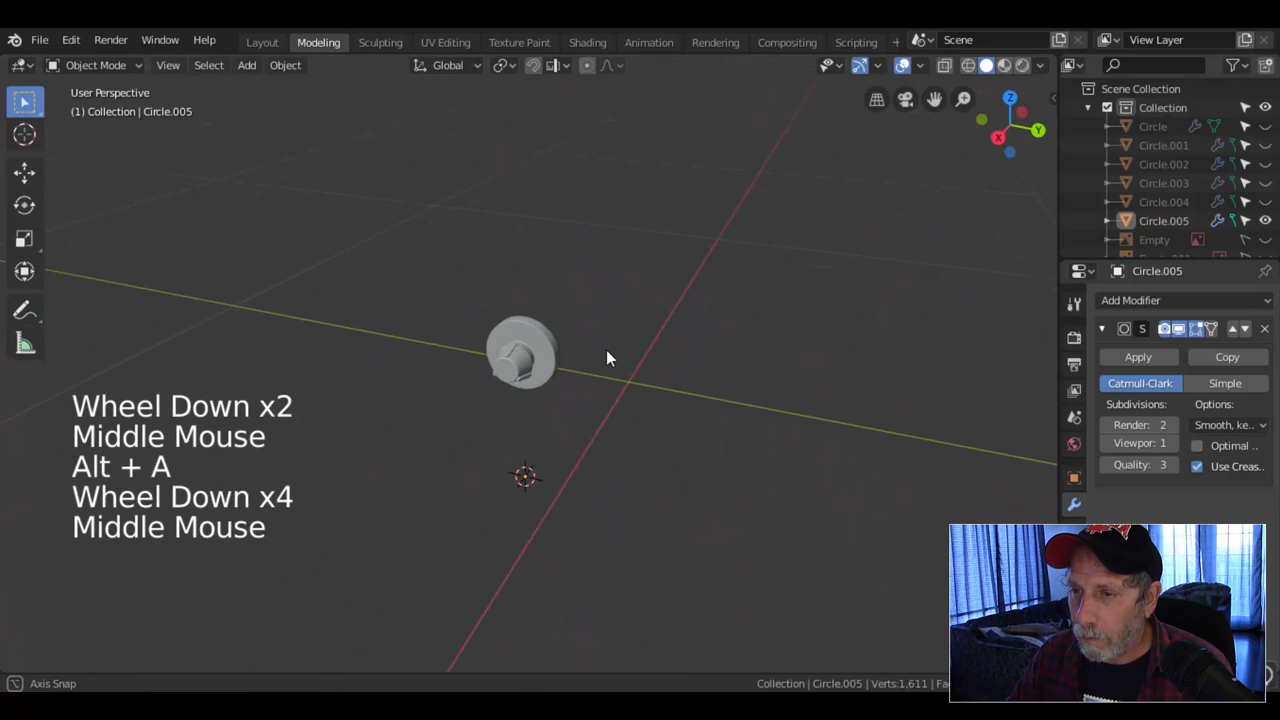 File Edit Render Window Help Layout Modeling Sculpting UV Editing Texture Paint Shading Animation Rendering Compositing Scripting + Scene View Layer
Object Mode View Select Add Object Global
User Perspective
(1) Collection | Circle.005
Z
Y
X
Scene Collection
Collection
Circle
Circle.001
Circle.002
Circle.003
Circle.004
Circle.005
Empty
Circle.005
Add Modifier
S
Apply Copy
Catmull-Clark Simple
Subdivisions: Options:
Render: 2 Smooth, ke..
Viewpor: 1 Optimal ..
Quality: 3 Use Creas..
Wheel Down x2
Middle Mouse
Alt + A
Wheel Down x4
Middle Mouse
Axis Snap
Collection | Circle.005 | Verts:1,611 | Fa